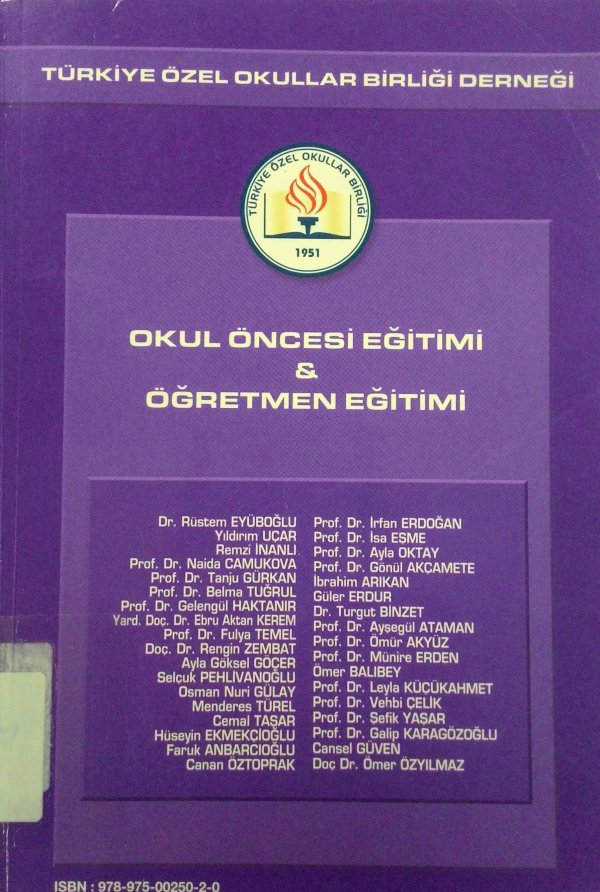 TÜRKİYE ÖZEL OKULLAR BİRLİĞİ DERNEĞİ
TÜRKİYE ÖZEL OKULLAR BİRLİĞİ
1951
OKUL ÖNCESİ EĞİTİMİ
&
ÖĞRETMEN EĞİTİMİ
Dr. Rüstem EYÜBOĞLU
Yıldırım UÇAR
Remzi İNANLI
Prof. Dr. Naida CAMUKOVA
Prof. Dr. Tanju GÜRKAN
Prof. Dr. Belma TUĞRUL
Prof. Dr. Gelengül HAKTANIR
Yard. Doç. Dr. Ebru Aktan KEREM
Prof. Dr. Fulya TEMEL
Doç. Dr. Rengin ZEMBAT
Ayla Göksel GÖÇER
Selçuk PEHLİVANOĞLU
Osman Nuri GÜLAY
Menderes TÜREL
Cemal TAŞAR
Hüseyin EKMEKÇİOĞLU
Faruk ANBARCIOĞLU
Canan ÖZTOPRAK
Prof. Dr. İrfan ERDOĞAN
Prof. Dr. İsa EŞME
Prof. Dr. Ayla OKTAY
Prof. Dr. Gönül AKÇAMETE
İbrahim ARIKAN
Güler ERDUR
Dr. Turgut BİNZET
Prof. Dr. Ayşegül ATAMAN
Prof. Dr. Ömür AKYÜZ
Prof. Dr. Münire ERDEN
Ömer BALIBEY
Prof. Dr. Leyla KÜÇÜKAHMET
Prof. Dr. Vehbi ÇELİK
Prof. Dr. Şefik YAŞAR
Prof. Dr. Galip KARAGÖZOĞLU
Cansel GÜVEN
Doç Dr. Ömer ÖZYILMAZ
ISBN : 978-975-00250-2-0